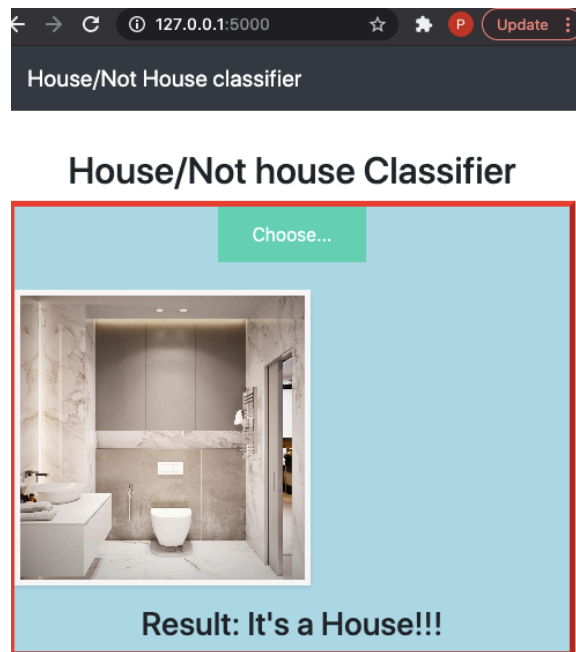 127.0.0.1:5000
P
Update
House/Not House classifier
House/Not house Classifier
Choose...
Result: It's a House!!!